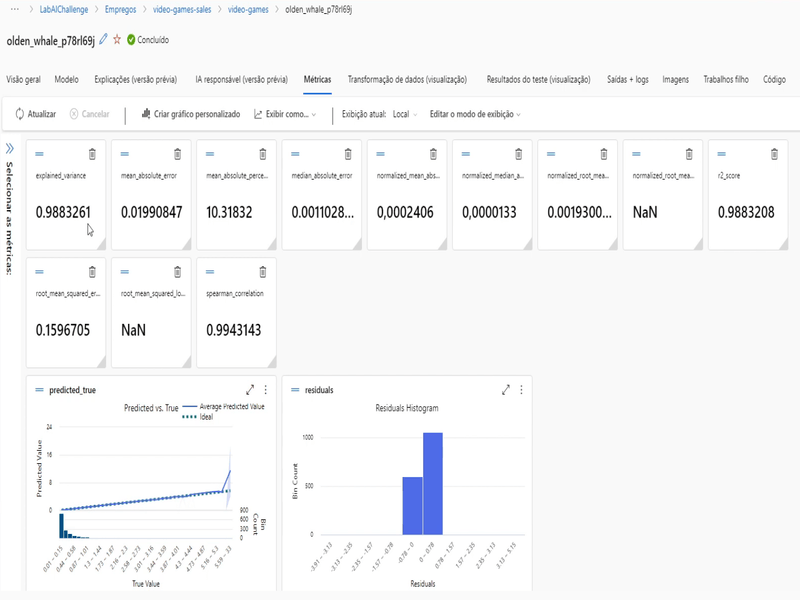 ··· > LabAIChallenge > Empregos > video-games-sales > video-games > olden_whale_p78rl69j
olden_whale_p78rl69j Concluído
Visão geral Modelo Explicações (versão prévia) IA responsável (versão prévia) Métricas Transformação de dados (visualização) Resultados do teste (visualização) Saídas + logs Imagens Trabalhos filho Código
Atualizar Cancelar Criar gráfico personalizado Exibir como... Exibição atual: Local Editar o modo de exibição
Selecionar as métricas:
explained_variance mean_absolute_error mean_absolute_perce... median_absolute_error normalized_mean_abs... normalized_median_a... normalized_root_mea... normalized_root_mea... r2_score
0.9883261 0.01990847 10.31832 0.0011028... 0,0002406 0,0000133 0.0019300... NaN 0.9883208
root_mean_squared_er... root_mean_squared_lo... spearman_correlation
0.1596705 NaN 0.9943143
predicted_true
Predicted vs. True
Average Predicted Value
Ideal
Predicted Value
24
16
8
0
900
600
300
0
Bin Count
0.01 – 0.15
0.44 – 0.58
0.87 – 1.01
1.3 – 1.44
1.73 – 1.87
2.16 – 2.3
2.58 – 2.73
3.01 – 3.16
3.44 – 3.59
3.87 – 4.01
4.3 – 4.44
4.73 – 4.87
5.16 – 5.3
True Value
residuals
Residuals Histogram
Bin Count
1000
500
0
-3.91 – -3.13
-3.13 – -2.35
-2.35 – -1.57
-1.57 – -0.78
-0.78 – 0
0 – 0.78
0.78 – 1.57
1.57 – 2.35
2.35 – 3.13
3.13 – 5.15
Residuals